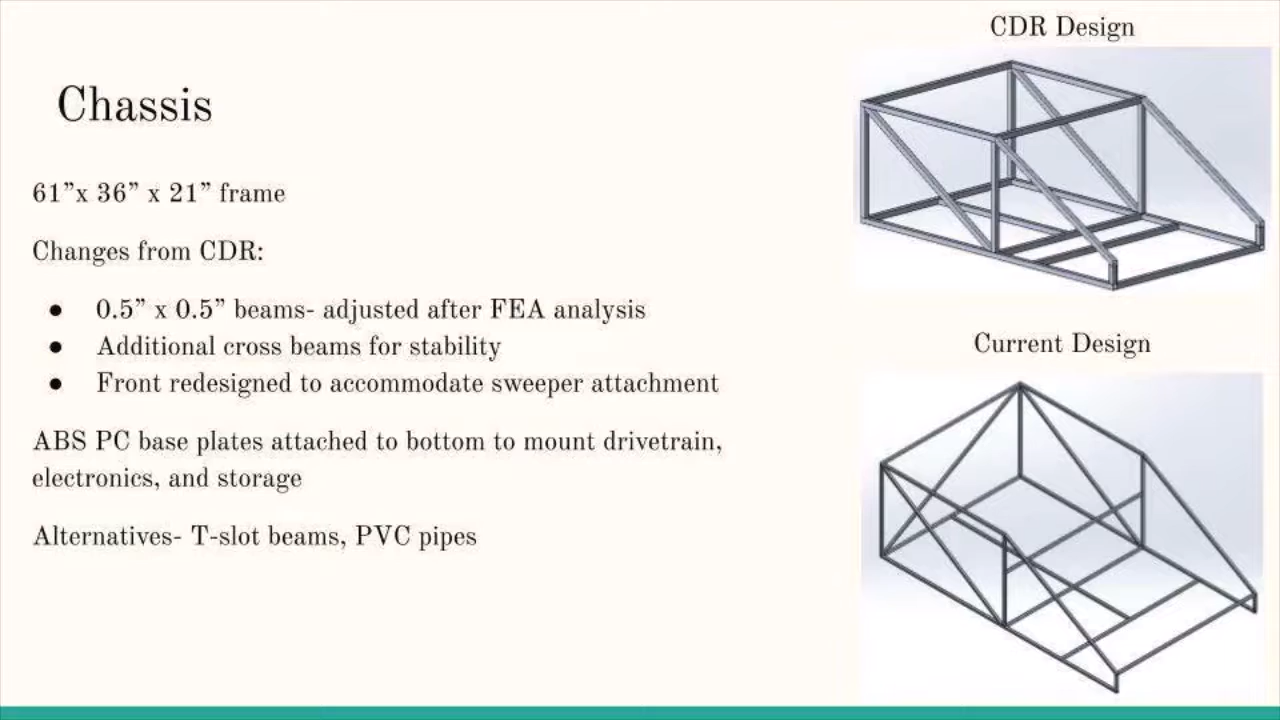 CDR Design
Chassis
61”x 36” x 21” frame
Changes from CDR:
● 0.5” x 0.5” beams- adjusted after FEA analysis
● Additional cross beams for stability
● Front redesigned to accommodate sweeper attachment
ABS PC base plates attached to bottom to mount drivetrain,
electronics, and storage
Alternatives- T-slot beams, PVC pipes
Current Design